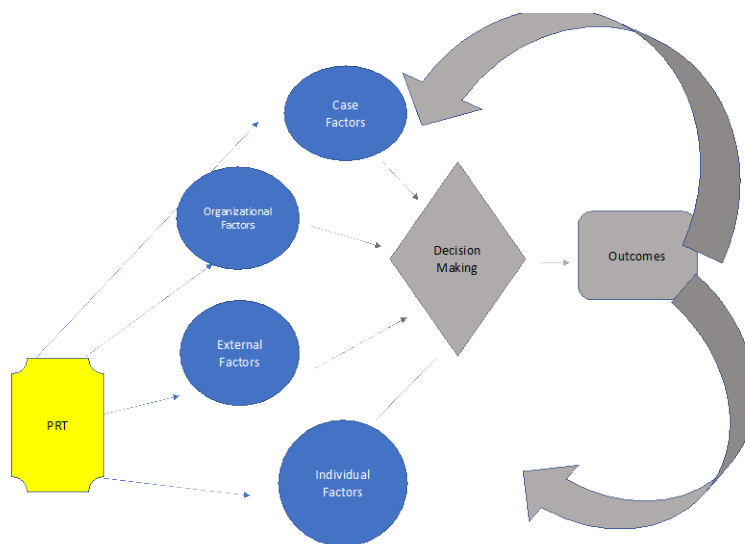 Case
Factors
Organizational
Factors
Decision
Making
Outcomes
External
Factors
PRT
Individual
Factors